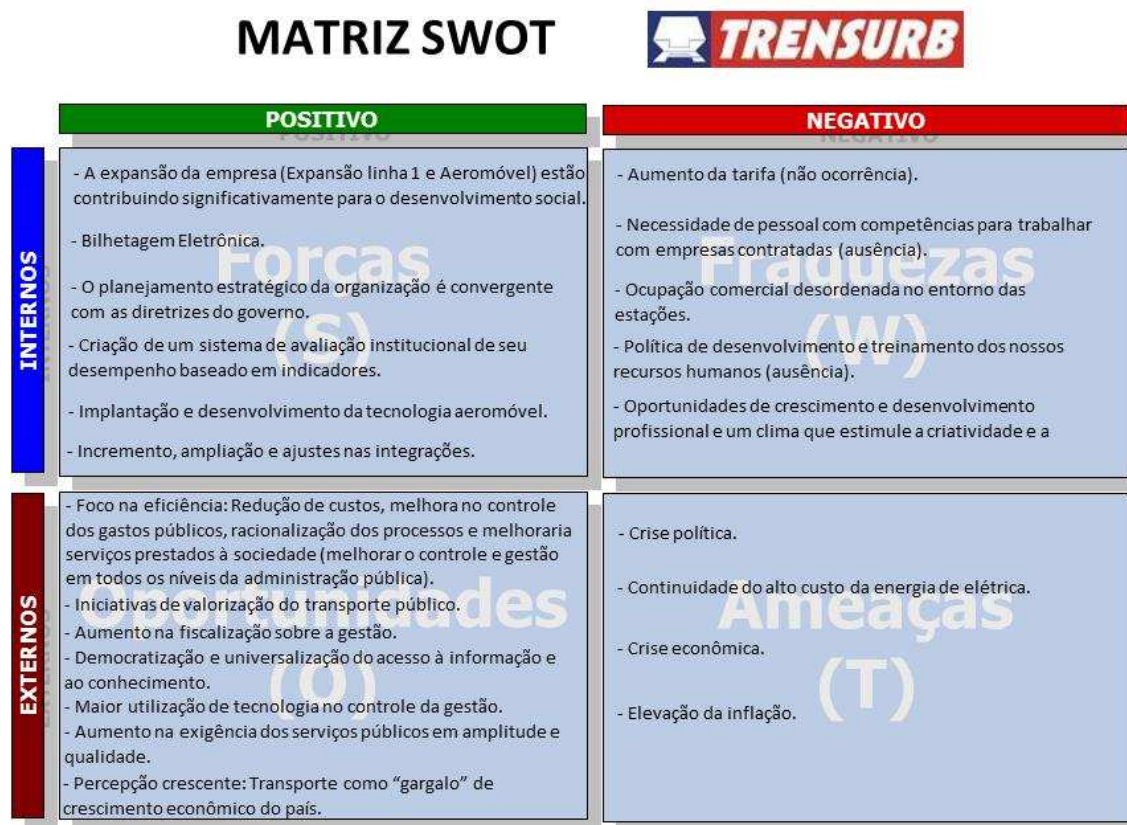 MATRIZ SWOT
TRENSURB
POSITIVO
NEGATIVO
INTERNOS
Forças
(S)
- A expansão da empresa (Expansão linha 1 e Aeromóvel) estão
contribuindo significativamente para o desenvolvimento social.
- Bilhetagem Eletrônica.
- O planejamento estratégico da organização é convergente
com as diretrizes do governo.
- Criação de um sistema de avaliação institucional de seu
desempenho baseado em indicadores.
- Implantação e desenvolvimento da tecnologia aeromóvel.
- Incremento, ampliação e ajustes nas integrações.
Fraquezas
(W)
- Aumento da tarifa (não ocorrência).
- Necessidade de pessoal com competências para trabalhar
com empresas contratadas (ausência).
- Ocupação comercial desordenada no entorno das
estações.
- Política de desenvolvimento e treinamento dos nossos
recursos humanos (ausência).
- Oportunidades de crescimento e desenvolvimento
profissional e um clima que estimule a criatividade e a
EXTERNOS
Oportunidades
(O)
- Foco na eficiência: Redução de custos, melhora no controle
dos gastos públicos, racionalização dos processos e melhoraria
serviços prestados à sociedade (melhorar o controle e gestão
em todos os níveis da administração pública).
- Iniciativas de valorização do transporte público.
- Aumento na fiscalização sobre a gestão.
- Democratização e universalização do acesso à informação e
ao conhecimento.
- Maior utilização de tecnologia no controle da gestão.
- Aumento na exigência dos serviços públicos em amplitude e
qualidade.
- Percepção crescente: Transporte como “gargalo” de
crescimento econômico do país.
Ameaças
(T)
- Crise política.
- Continuidade do alto custo da energia de elétrica.
- Crise econômica.
- Elevação da inflação.